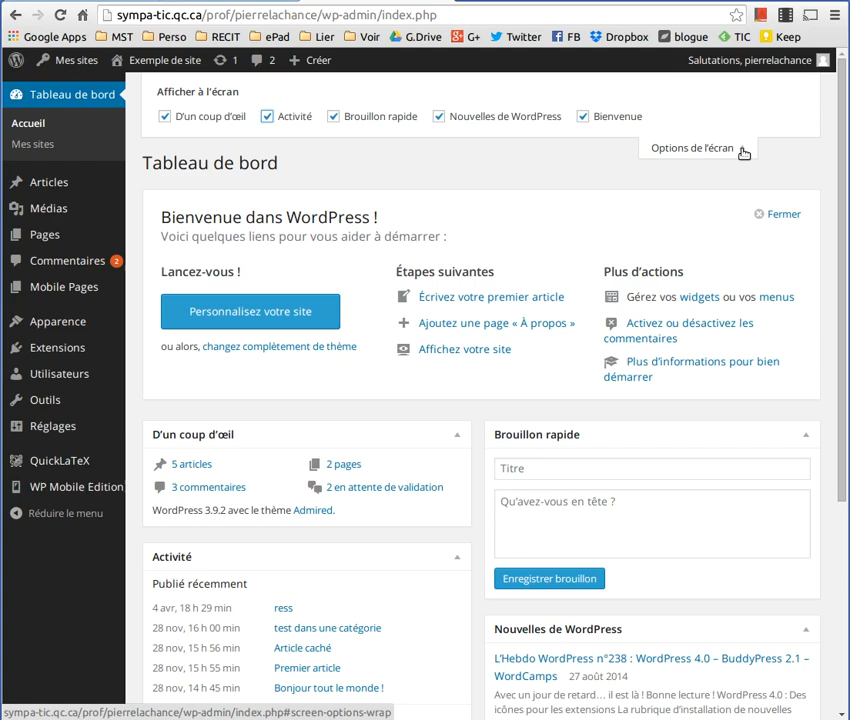 sympa-tic.qc.ca/prof/pierrelachance/wp-admin/index.php
Google Apps MST Perso RECIT ePad Lier Voir G.Drive G+ Twitter FB Dropbox blogue TIC Keep
Mes sites Exemple de site 1 2 Créer Salutations, pierrelachance
Tableau de bord
Accueil
Mes sites
Articles
Médias
Pages
Commentaires 2
Mobile Pages
Apparence
Extensions
Utilisateurs
Outils
Réglages
QuickLaTeX
WP Mobile Edition
Réduire le menu
Afficher à l'écran
D'un coup d'œil Activité Brouillon rapide Nouvelles de WordPress Bienvenue
Options de l'écran
Tableau de bord
Bienvenue dans WordPress !
Fermer
Voici quelques liens pour vous aider à démarrer :
Lancez-vous !
Personnalisez votre site
ou alors, changez complètement de thème
Étapes suivantes
Écrivez votre premier article
Ajoutez une page « À propos »
Affichez votre site
Plus d'actions
Gérez vos widgets ou vos menus
Activez ou désactivez les
commentaires
Plus d'informations pour bien
démarrer
D'un coup d'œil
5 articles 2 pages
3 commentaires 2 en attente de validation
WordPress 3.9.2 avec le thème Admired.
Activité
Publié récemment
4 avr, 18 h 29 min ress
28 nov, 16 h 00 min test dans une catégorie
28 nov, 15 h 56 min Article caché
28 nov, 15 h 55 min Premier article
28 nov, 14 h 45 min Bonjour tout le monde !
Brouillon rapide
Titre
Qu'avez-vous en tête ?
Enregistrer brouillon
Nouvelles de WordPress
L'Hebdo WordPress n°238 : WordPress 4.0 – BuddyPress 2.1 –
WordCamps 27 août 2014
Avec un jour de retard… il est là ! Bonne lecture ! WordPress 4.0 : Des
icônes pour les extensions La rubrique d'installation de nouvelles
sympa-tic.qc.ca/prof/pierrelachance/wp-admin/index.php#screen-options-wrap